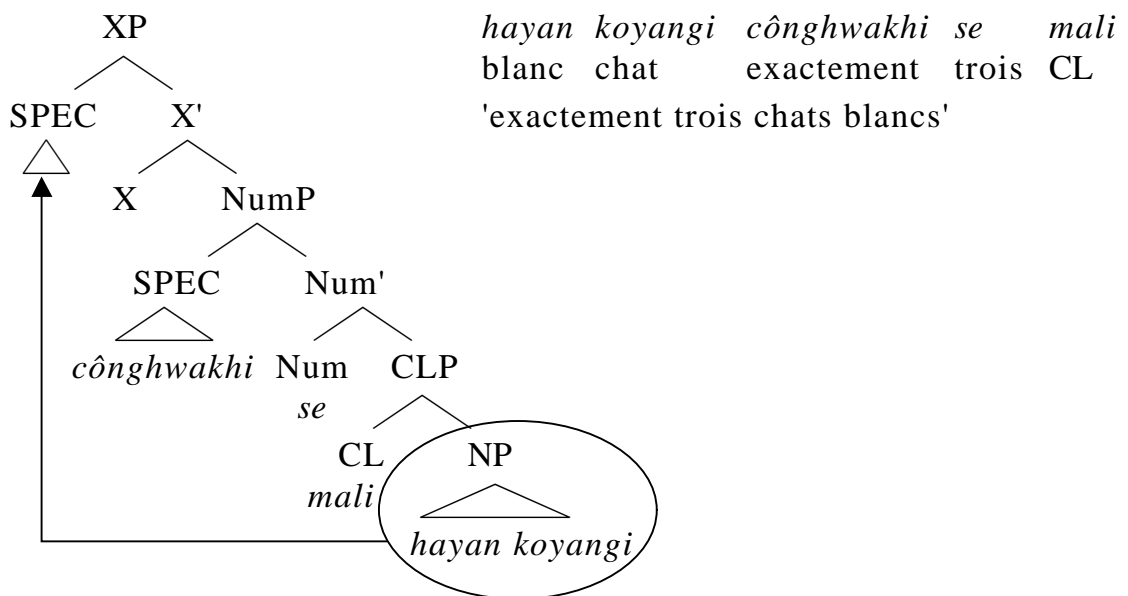 XP
hayan koyangi cônghwakhi se mali
blanc chat exactement trois CL
SPEC X'
'exactement trois chats blancs'
X NumP
SPEC Num'
cônghwakhi Num CLP
se
CL NP
mali
hayan koyangi